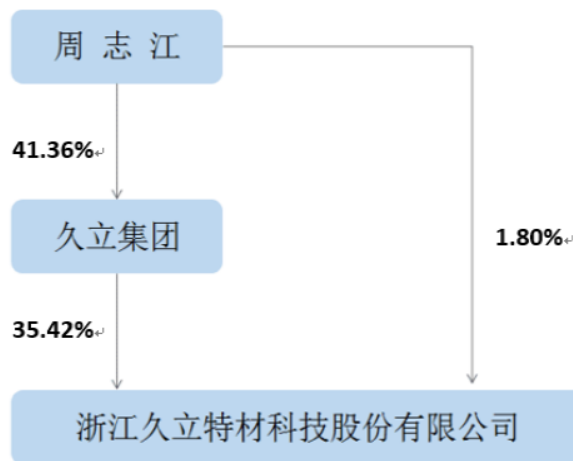 周 志 江
41.36%↵
久立集团
1.80%↵
35.42%↵
浙江久立特材科技股份有限公司